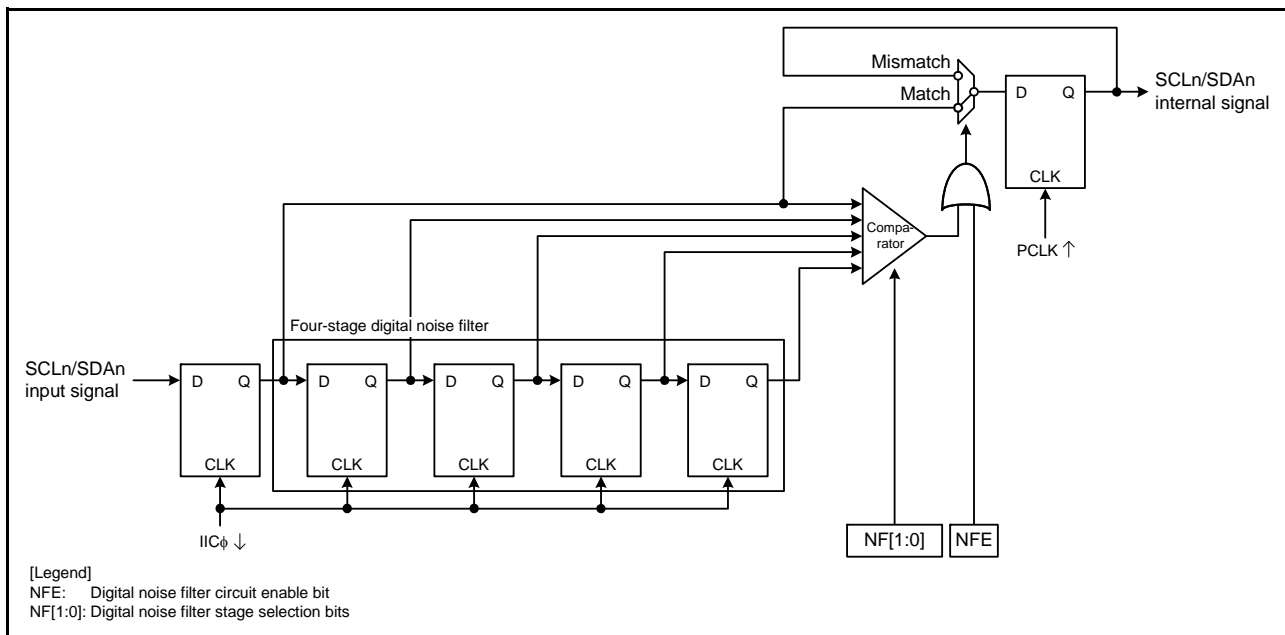 Mismatch
Match
D Q
CLK
SCLn/SDAn
internal signal
PCLK ↑
Compa-
rator
Four-stage digital noise filter
SCLn/SDAn
input signal
D Q
CLK
D Q
CLK
D Q
CLK
D Q
CLK
D Q
CLK
IICϕ ↓
NF[1:0]
NFE
[Legend]
NFE: Digital noise filter circuit enable bit
NF[1:0]: Digital noise filter stage selection bits